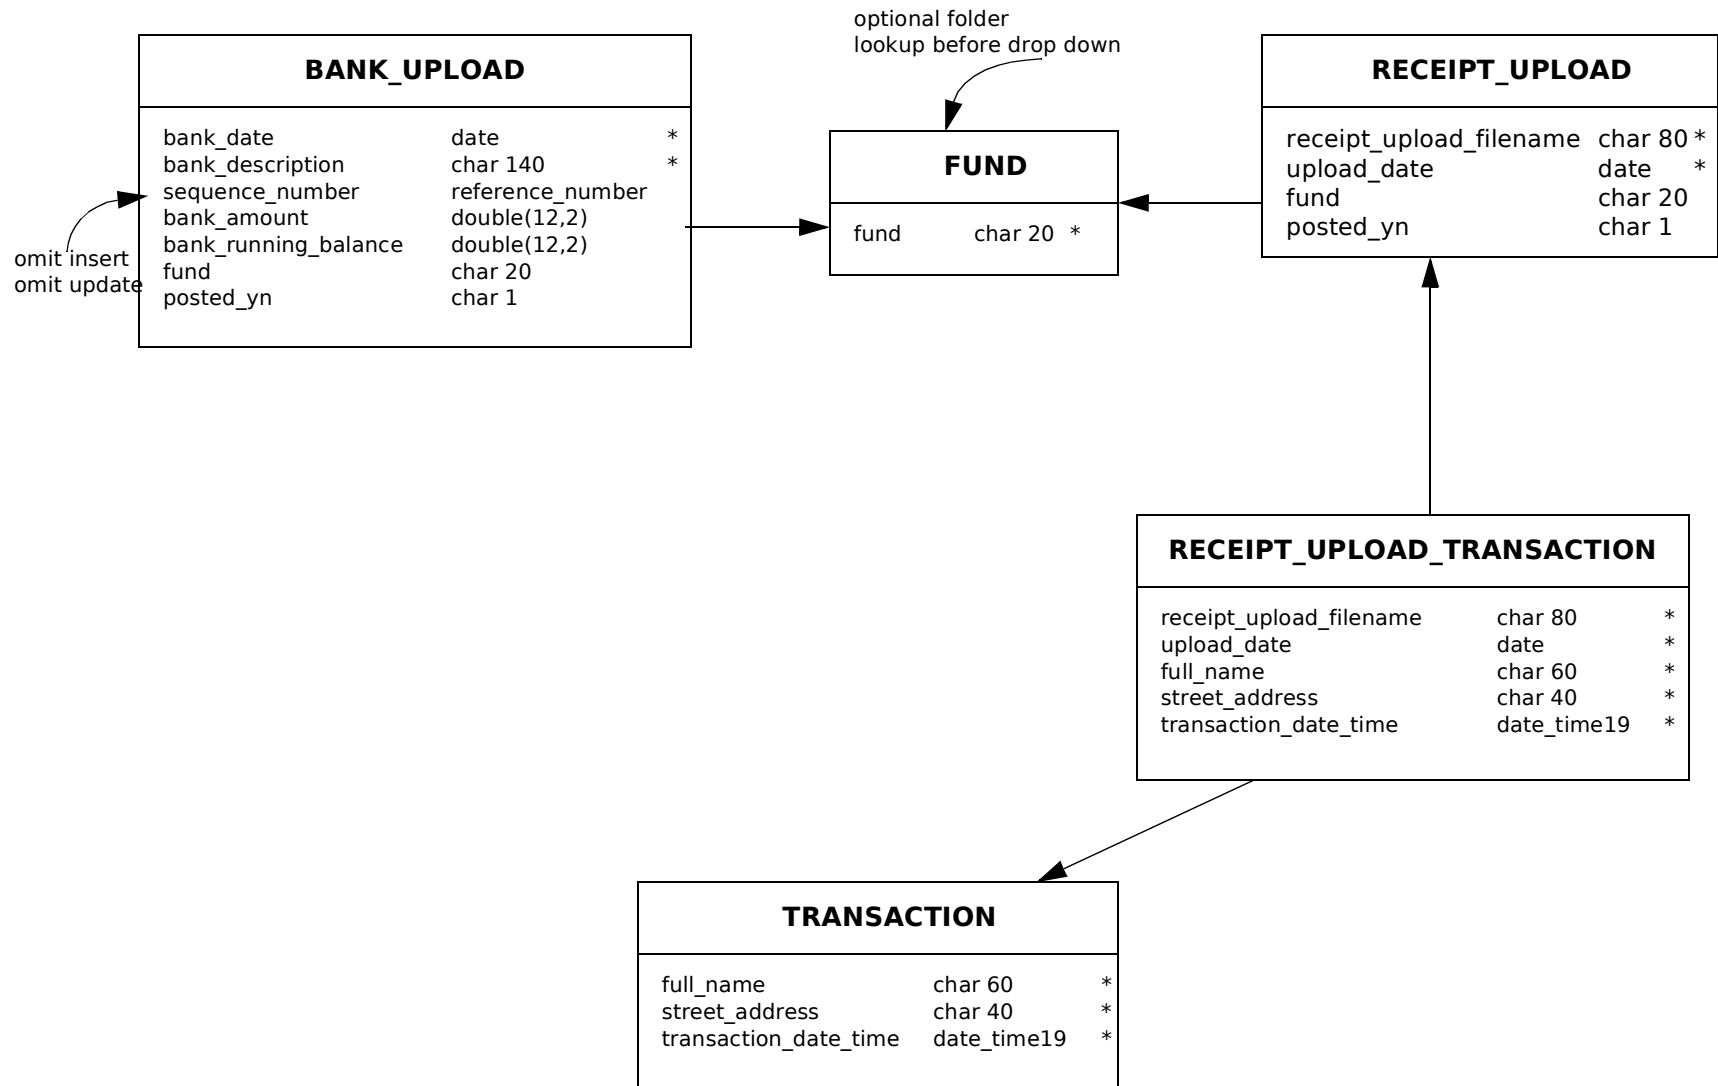 optional folder
lookup before drop down
BANK_UPLOAD
bank_date date *
bank_description char 140 *
sequence_number reference_number
bank_amount double(12,2)
bank_running_balance double(12,2)
fund char 20
posted_yn char 1
omit insert
omit update
FUND
fund char 20 *
RECEIPT_UPLOAD
receipt_upload_filename char 80 *
upload_date date *
fund char 20
posted_yn char 1
RECEIPT_UPLOAD_TRANSACTION
receipt_upload_filename char 80 *
upload_date date *
full_name char 60 *
street_address char 40 *
transaction_date_time date_time19 *
TRANSACTION
full_name char 60 *
street_address char 40 *
transaction_date_time date_time19 *